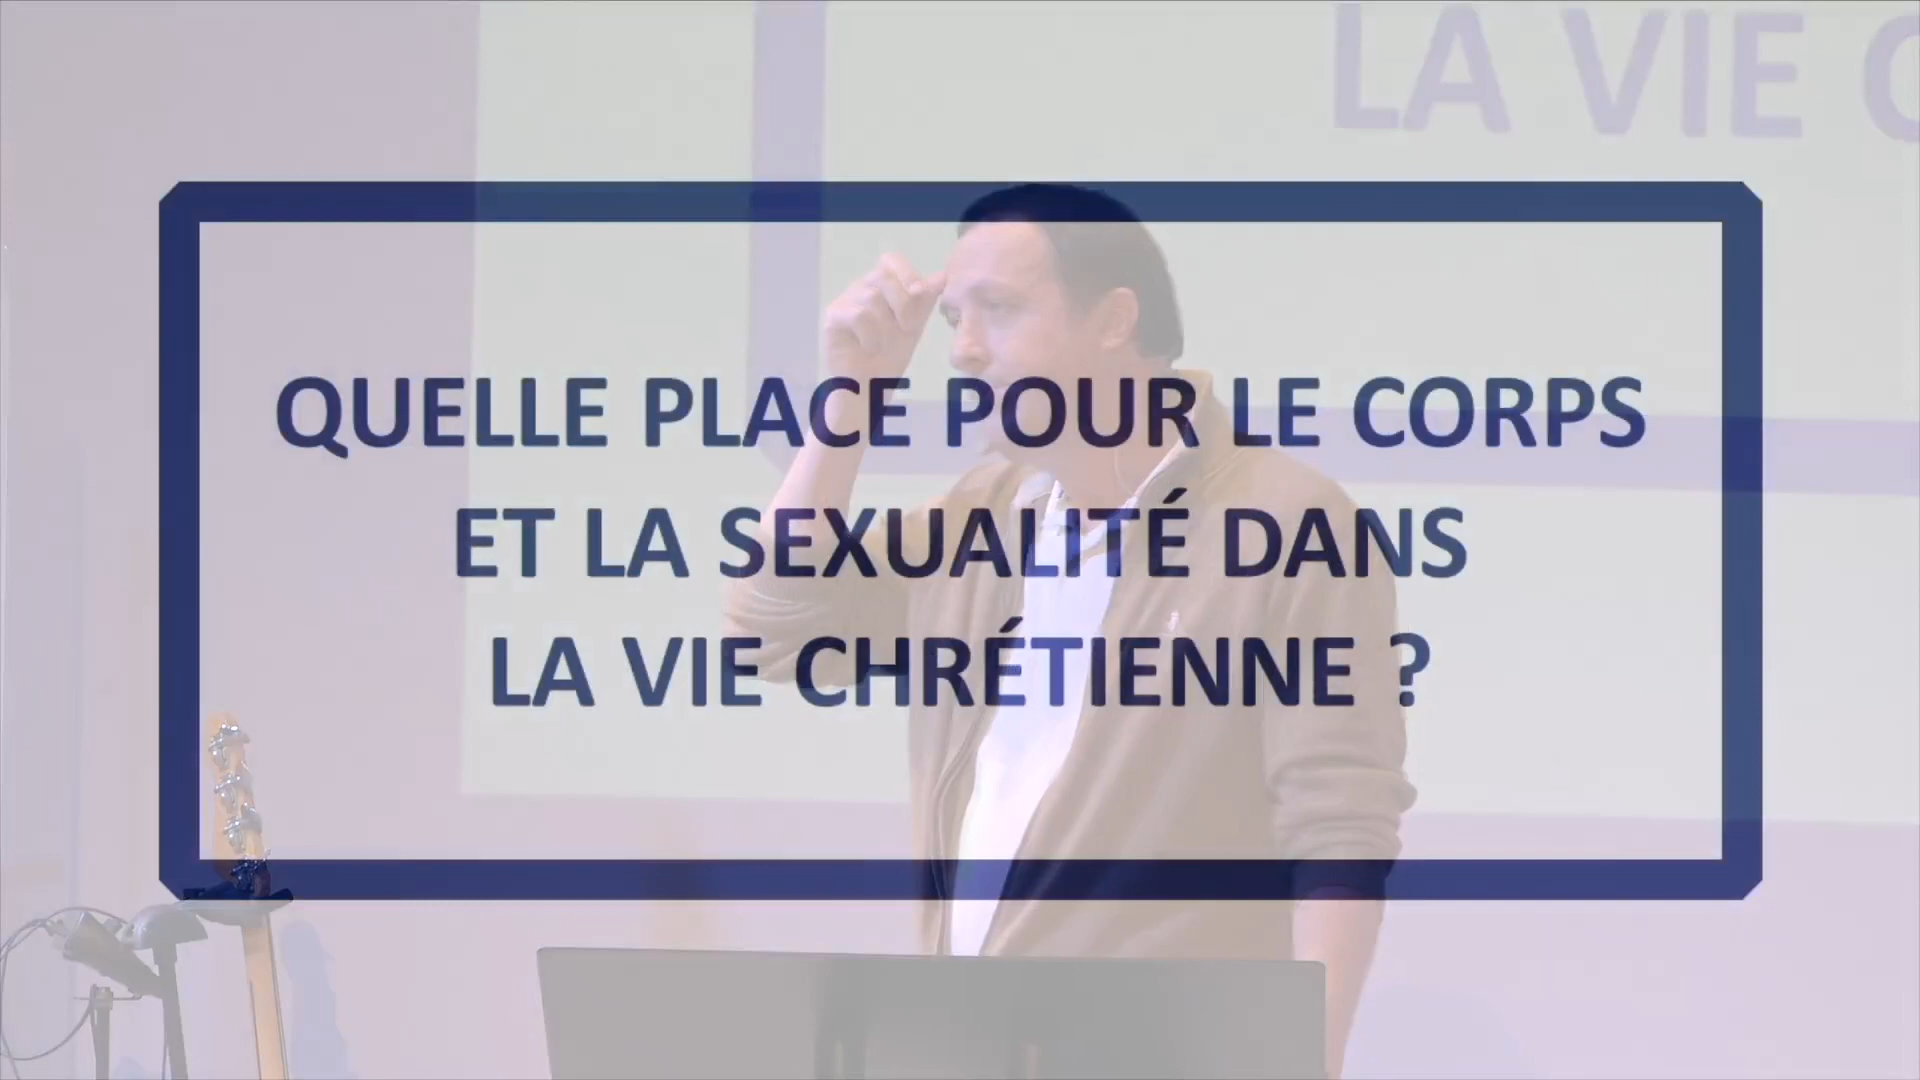 LA VIE C
QUELLE PLACE POUR LE CORPS
ET LA SEXUALITÉ DANS
LA VIE CHRÉTIENNE ?